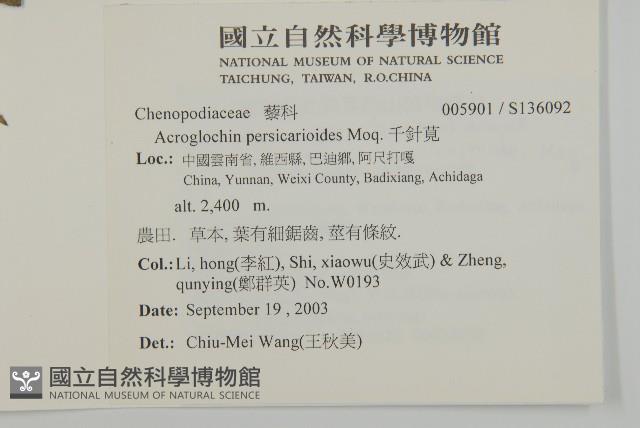 國立自然科學博物館
NATIONAL MUSEUM OF NATURAL SCIENCE
TAICHUNG, TAIWAN, R.O.CHINA
Chenopodiaceae 藜科 005901 / S136092
Acroglochin persicarioides Moq. 千針莧
Loc.: 中國雲南省, 維西縣, 巴迪鄉, 阿尺打嘎
China, Yunnan, Weixi County, Badixiang, Achidaga
alt. 2,400 m.
農田. 草本, 葉有細鋸齒, 莖有條紋.
Col.: Li, hong(李紅), Shi, xiaowu(史效武) & Zheng,
qunying(鄭群英) No.W0193
Date: September 19 , 2003
Det.: Chiu-Mei Wang(王秋美)
國立自然科學博物館
NATIONAL MUSEUM OF NATURAL SCIENCE